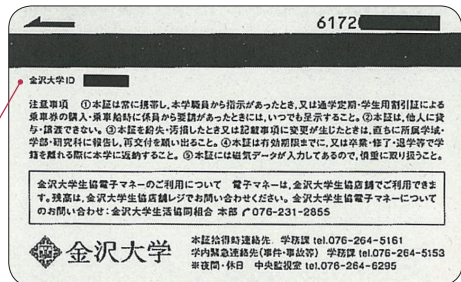 6172
金沢大学ID
注意事項 ①本証は常に携帯し、本学職員から指示があったとき、又は通学定期・学生用割引証による
乗車券の購入・乗車船時に係員から要請があったときには、いつでも呈示すること。②本証は、他人に貸
与・譲渡できない。③本証を紛失・汚損したとき又は記載事項に変更が生じたときは、直ちに所属学域・
学部・研究科に報告し、再交付を願い出ること。④本証は有効期限までに、又は卒業・修了・退学等で学
籍を離れる際に本学に返納すること。⑤本証には磁気データが入力してあるので、慎重に取り扱うこと。
金沢大学生協電子マネーのご利用について 電子マネーは、金沢大学生協店舗でご利用できま
す。残高は、金沢大学生協店舗レジでお問い合わせください。金沢大学生協電子マネーについて
のお問い合わせ:金沢大学生活協同組合 本部 ☎076-231-2855
金沢大学
本証拾得時連絡先 学務課 tel.076-264-5161
学内緊急連絡先(事件・事故等) 学務課 tel.076-264-5153
※夜間・休日 中央監視室 tel.076-264-6295